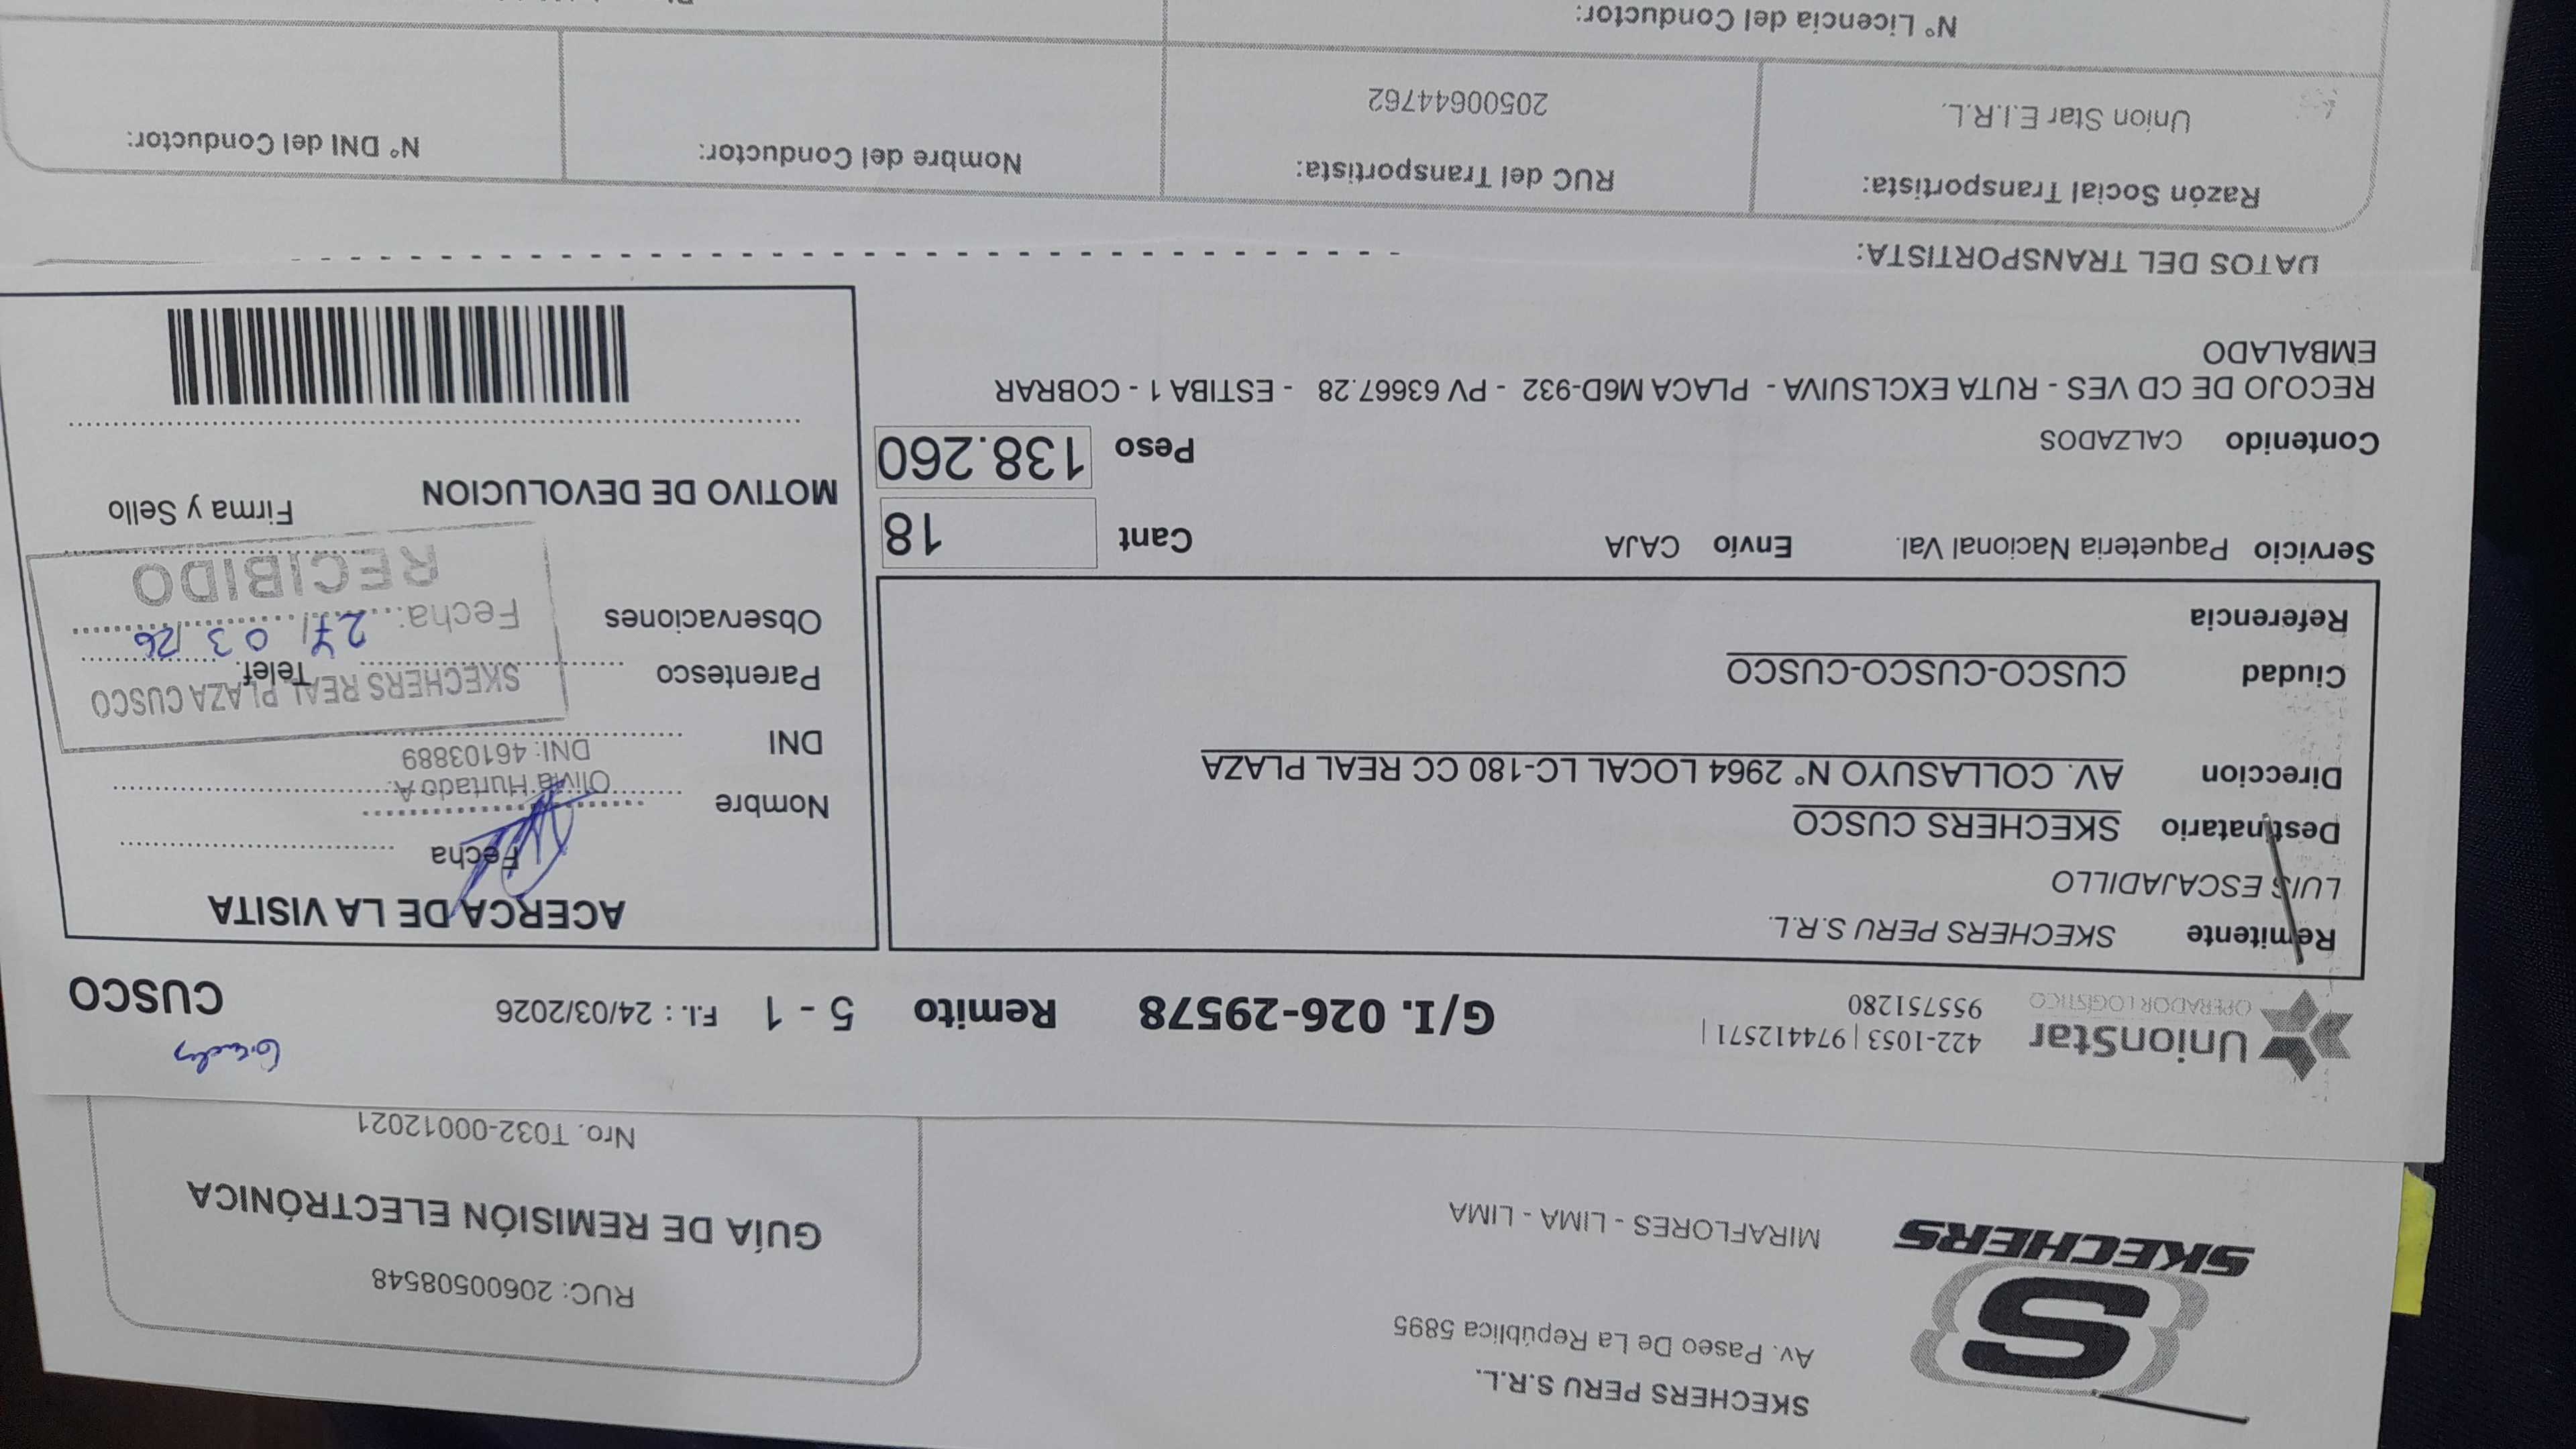 SKECHERS PERU S.R.L.
Av. Paseo De La República 5895
MIRAFLORES - LIMA - LIMA
S
SKECHERS
RUC: 20600508548
GUÍA DE REMISIÓN ELECTRÓNICA
Nro. T032-00012021
UnionStar
OPERADOR LOGÍSTICO
422-1053 | 974412571 |
955751280
G/I. 026-29578
Remito 5 - 1 F.I. : 24/03/2026
CUSCO
Remitente SKECHERS PERU S.R.L.
LUIS ESCAJADILLO
Destinatario SKECHERS CUSCO
Direccion AV. COLLASUYO N° 2964 LOCAL LC-180 CC REAL PLAZA
Ciudad CUSCO-CUSCO-CUSCO
Referencia
Servicio Paqueteria Nacional Val. Envío CAJA Cant 18
Contenido CALZADOS Peso 138.260
RECOJO DE CD VES - RUTA EXCLSUIVA - PLACA M6D-932 - PV 63667.28 - ESTIBA 1 - COBRAR
EMBALADO
ACERCA DE LA VISITA
Fecha
Nombre
Olivia Hurtado A.
DNI
DNI: 46103889
Parentesco Telef.
SKECHERS REAL PLAZA CUSCO
Observaciones
Fecha: 27/03/26
RECIBIDO
MOTIVO DE DEVOLUCION Firma y Sello
DATOS DEL TRANSPORTISTA:
Razón Social Transportista:
Union Star E.I.R.L.
RUC del Transportista:
20500644762
Nombre del Conductor:
N° DNI del Conductor:
N° Licencia del Conductor: